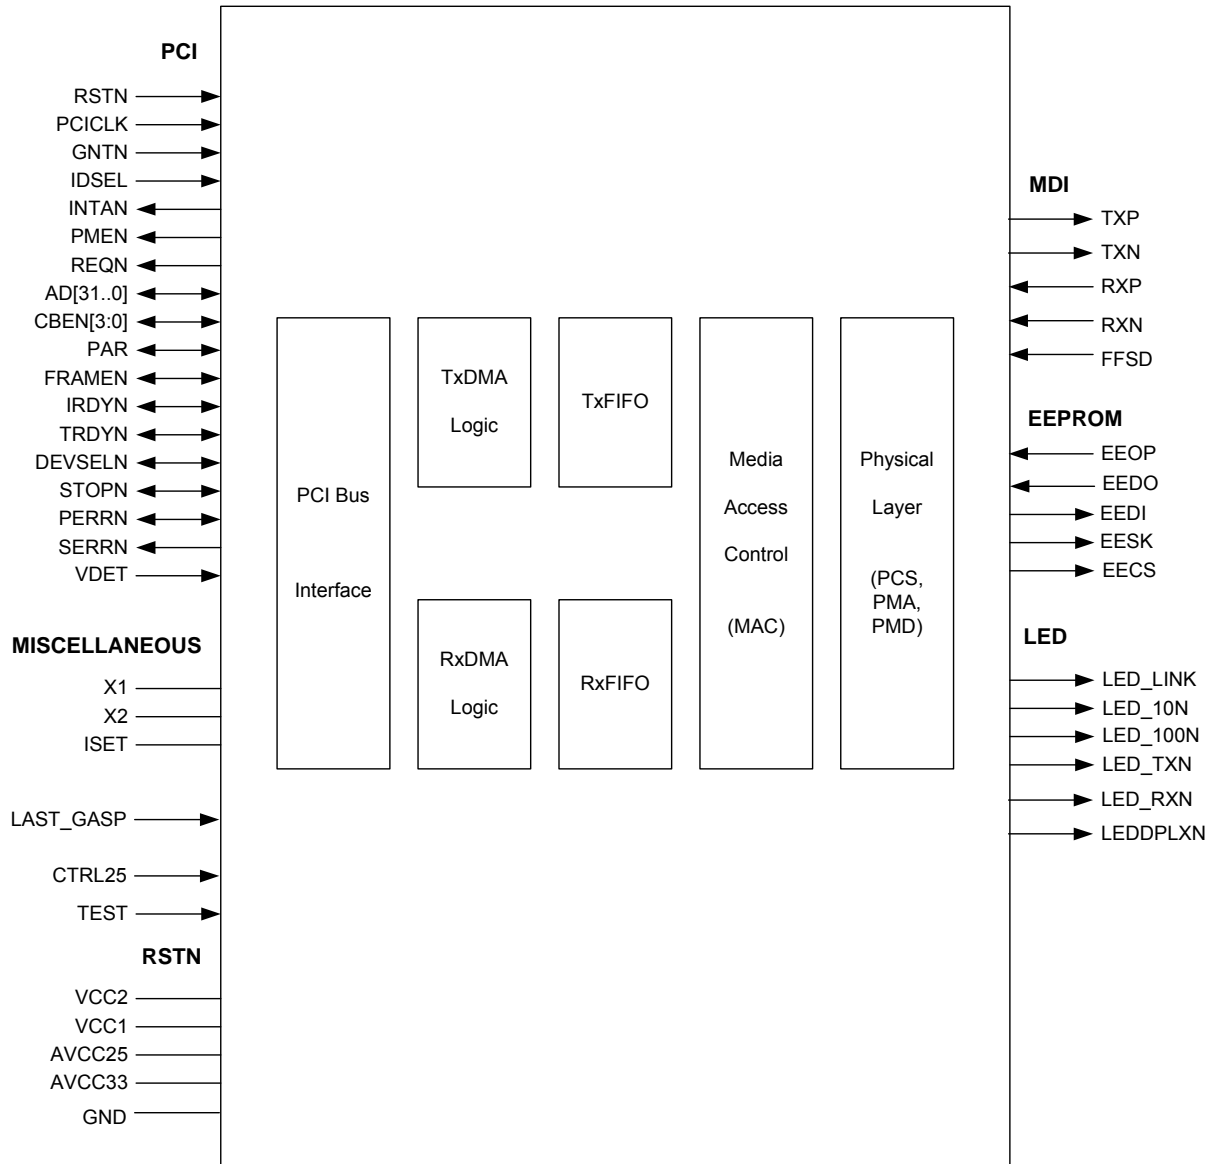 PCI
RSTN
PCICLK
GNTN
IDSEL
INTAN
PMEN
REQN
AD[31..0]
CBEN[3:0]
PAR
FRAMEN
IRDYN
TRDYN
DEVSELN
STOPN
PERRN
SERRN
VDET
MISCELLANEOUS
X1
X2
ISET
LAST_GASP
CTRL25
TEST
RSTN
VCC2
VCC1
AVCC25
AVCC33
GND
PCI Bus
Interface
TxDMA
Logic
TxFIFO
RxDMA
Logic
RxFIFO
Media
Access
Control
(MAC)
Physical
Layer
(PCS,
PMA,
PMD)
MDI
TXP
TXN
RXP
RXN
FFSD
EEPROM
EEOP
EEDO
EEDI
EESK
EECS
LED
LED_LINK
LED_10N
LED_100N
LED_TXN
LED_RXN
LEDDPLXN